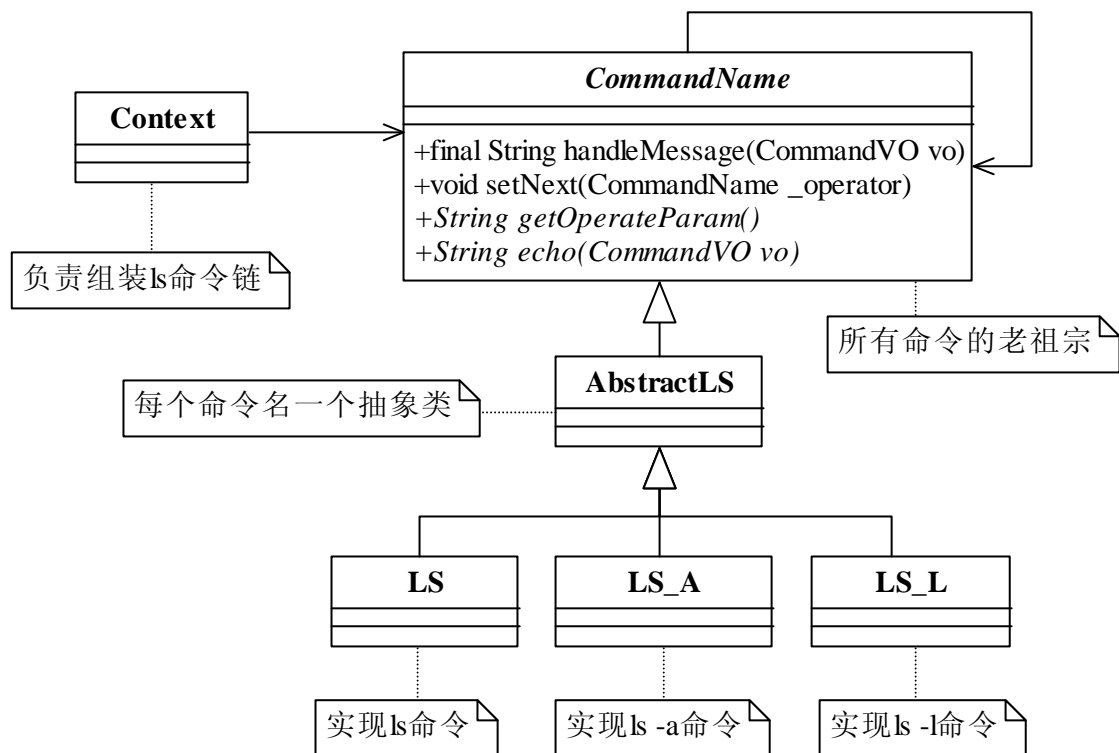 CommandName
Context
+final String handleMessage(CommandVO vo)
+void setNext(CommandName _operator)
+String getOperateParam()
+String echo(CommandVO vo)
负责组装ls命令链
所有命令的老祖宗
AbstractLS
每个命令名一个抽象类
LS
LS_A
LS_L
实现ls命令
实现ls -a命令
实现ls -l命令